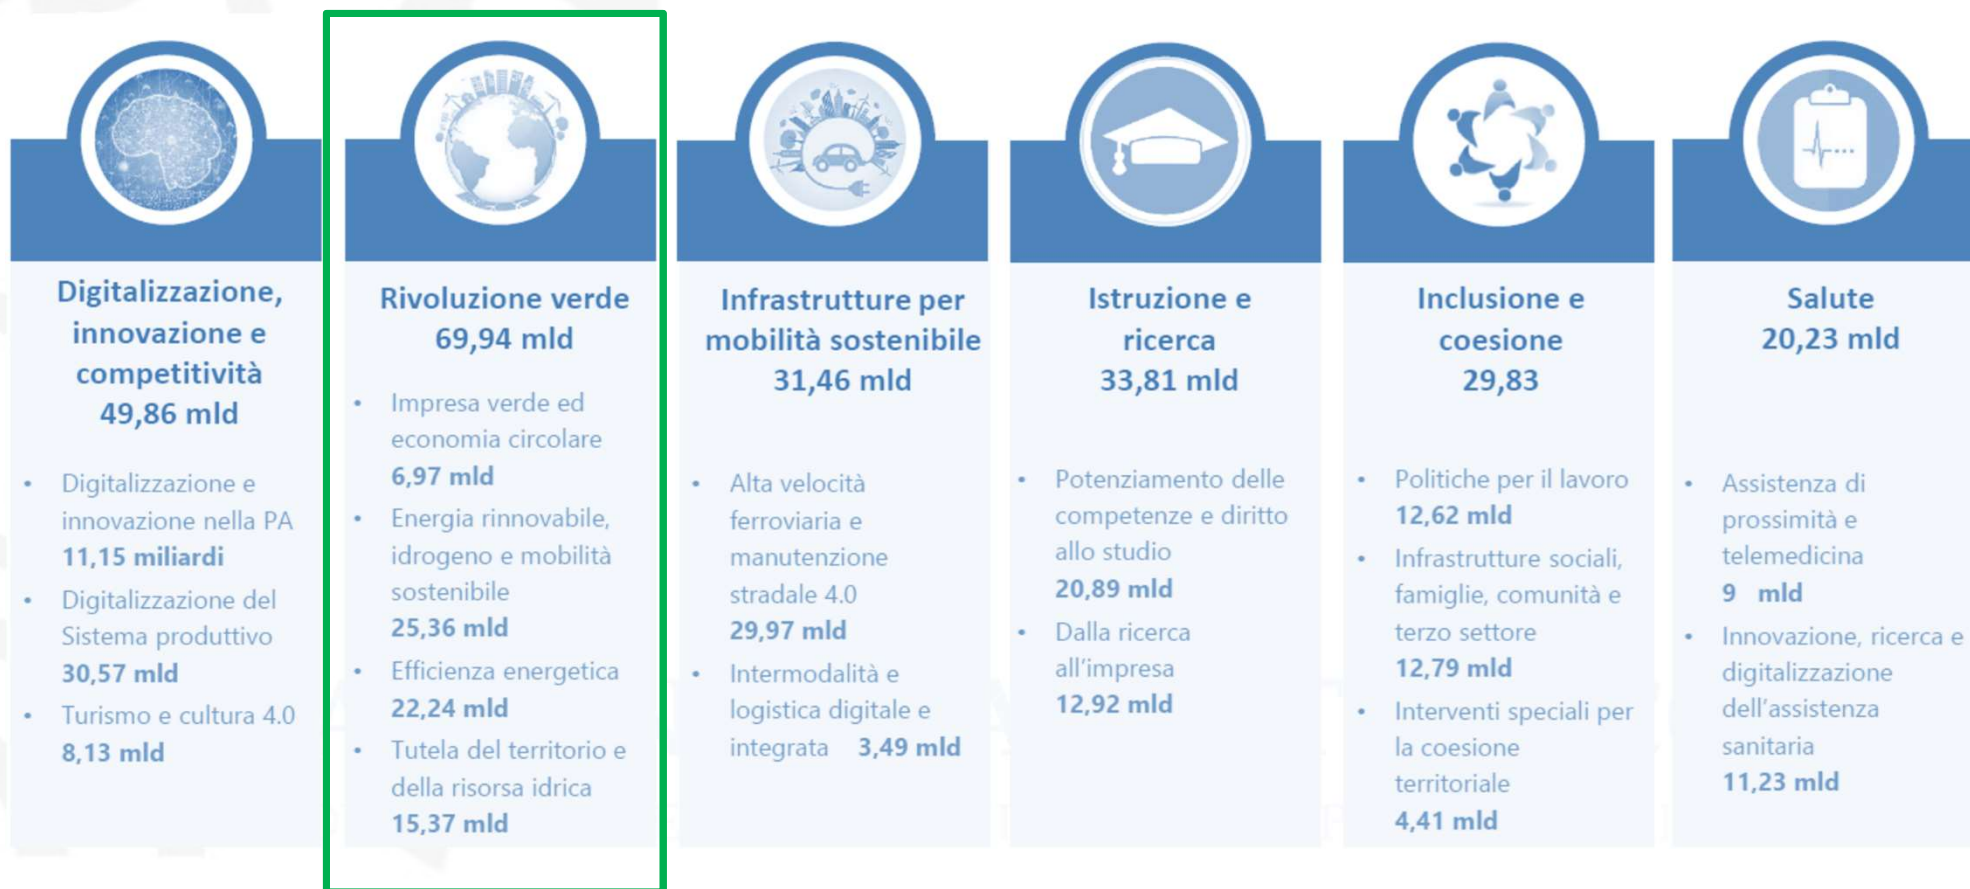 Digitalizzazione,
innovazione e
competitività
49,86 mld
• Digitalizzazione e
innovazione nella PA
11,15 miliardi
• Digitalizzazione del
Sistema produttivo
30,57 mld
• Turismo e cultura 4.0
8,13 mld
Rivoluzione verde
69,94 mld
• Impresa verde ed
economia circolare
6,97 mld
• Energia rinnovabile,
idrogeno e mobilità
sostenibile
25,36 mld
• Efficienza energetica
22,24 mld
• Tutela del territorio e
della risorsa idrica
15,37 mld
Infrastrutture per
mobilità sostenibile
31,46 mld
• Alta velocità
ferroviaria e
manutenzione
stradale 4.0
29,97 mld
• Intermodalità e
logistica digitale e
integrata 3,49 mld
Istruzione e
ricerca
33,81 mld
• Potenziamento delle
competenze e diritto
allo studio
20,89 mld
• Dalla ricerca
all'impresa
12,92 mld
Inclusione e
coesione
29,83
• Politiche per il lavoro
12,62 mld
• Infrastrutture sociali,
famiglie, comunità e
terzo settore
12,79 mld
• Interventi speciali per
la coesione
territoriale
4,41 mld
Salute
20,23 mld
• Assistenza di
prossimità e
telemedicina
9 mld
• Innovazione, ricerca e
digitalizzazione
dell'assistenza
sanitaria
11,23 mld